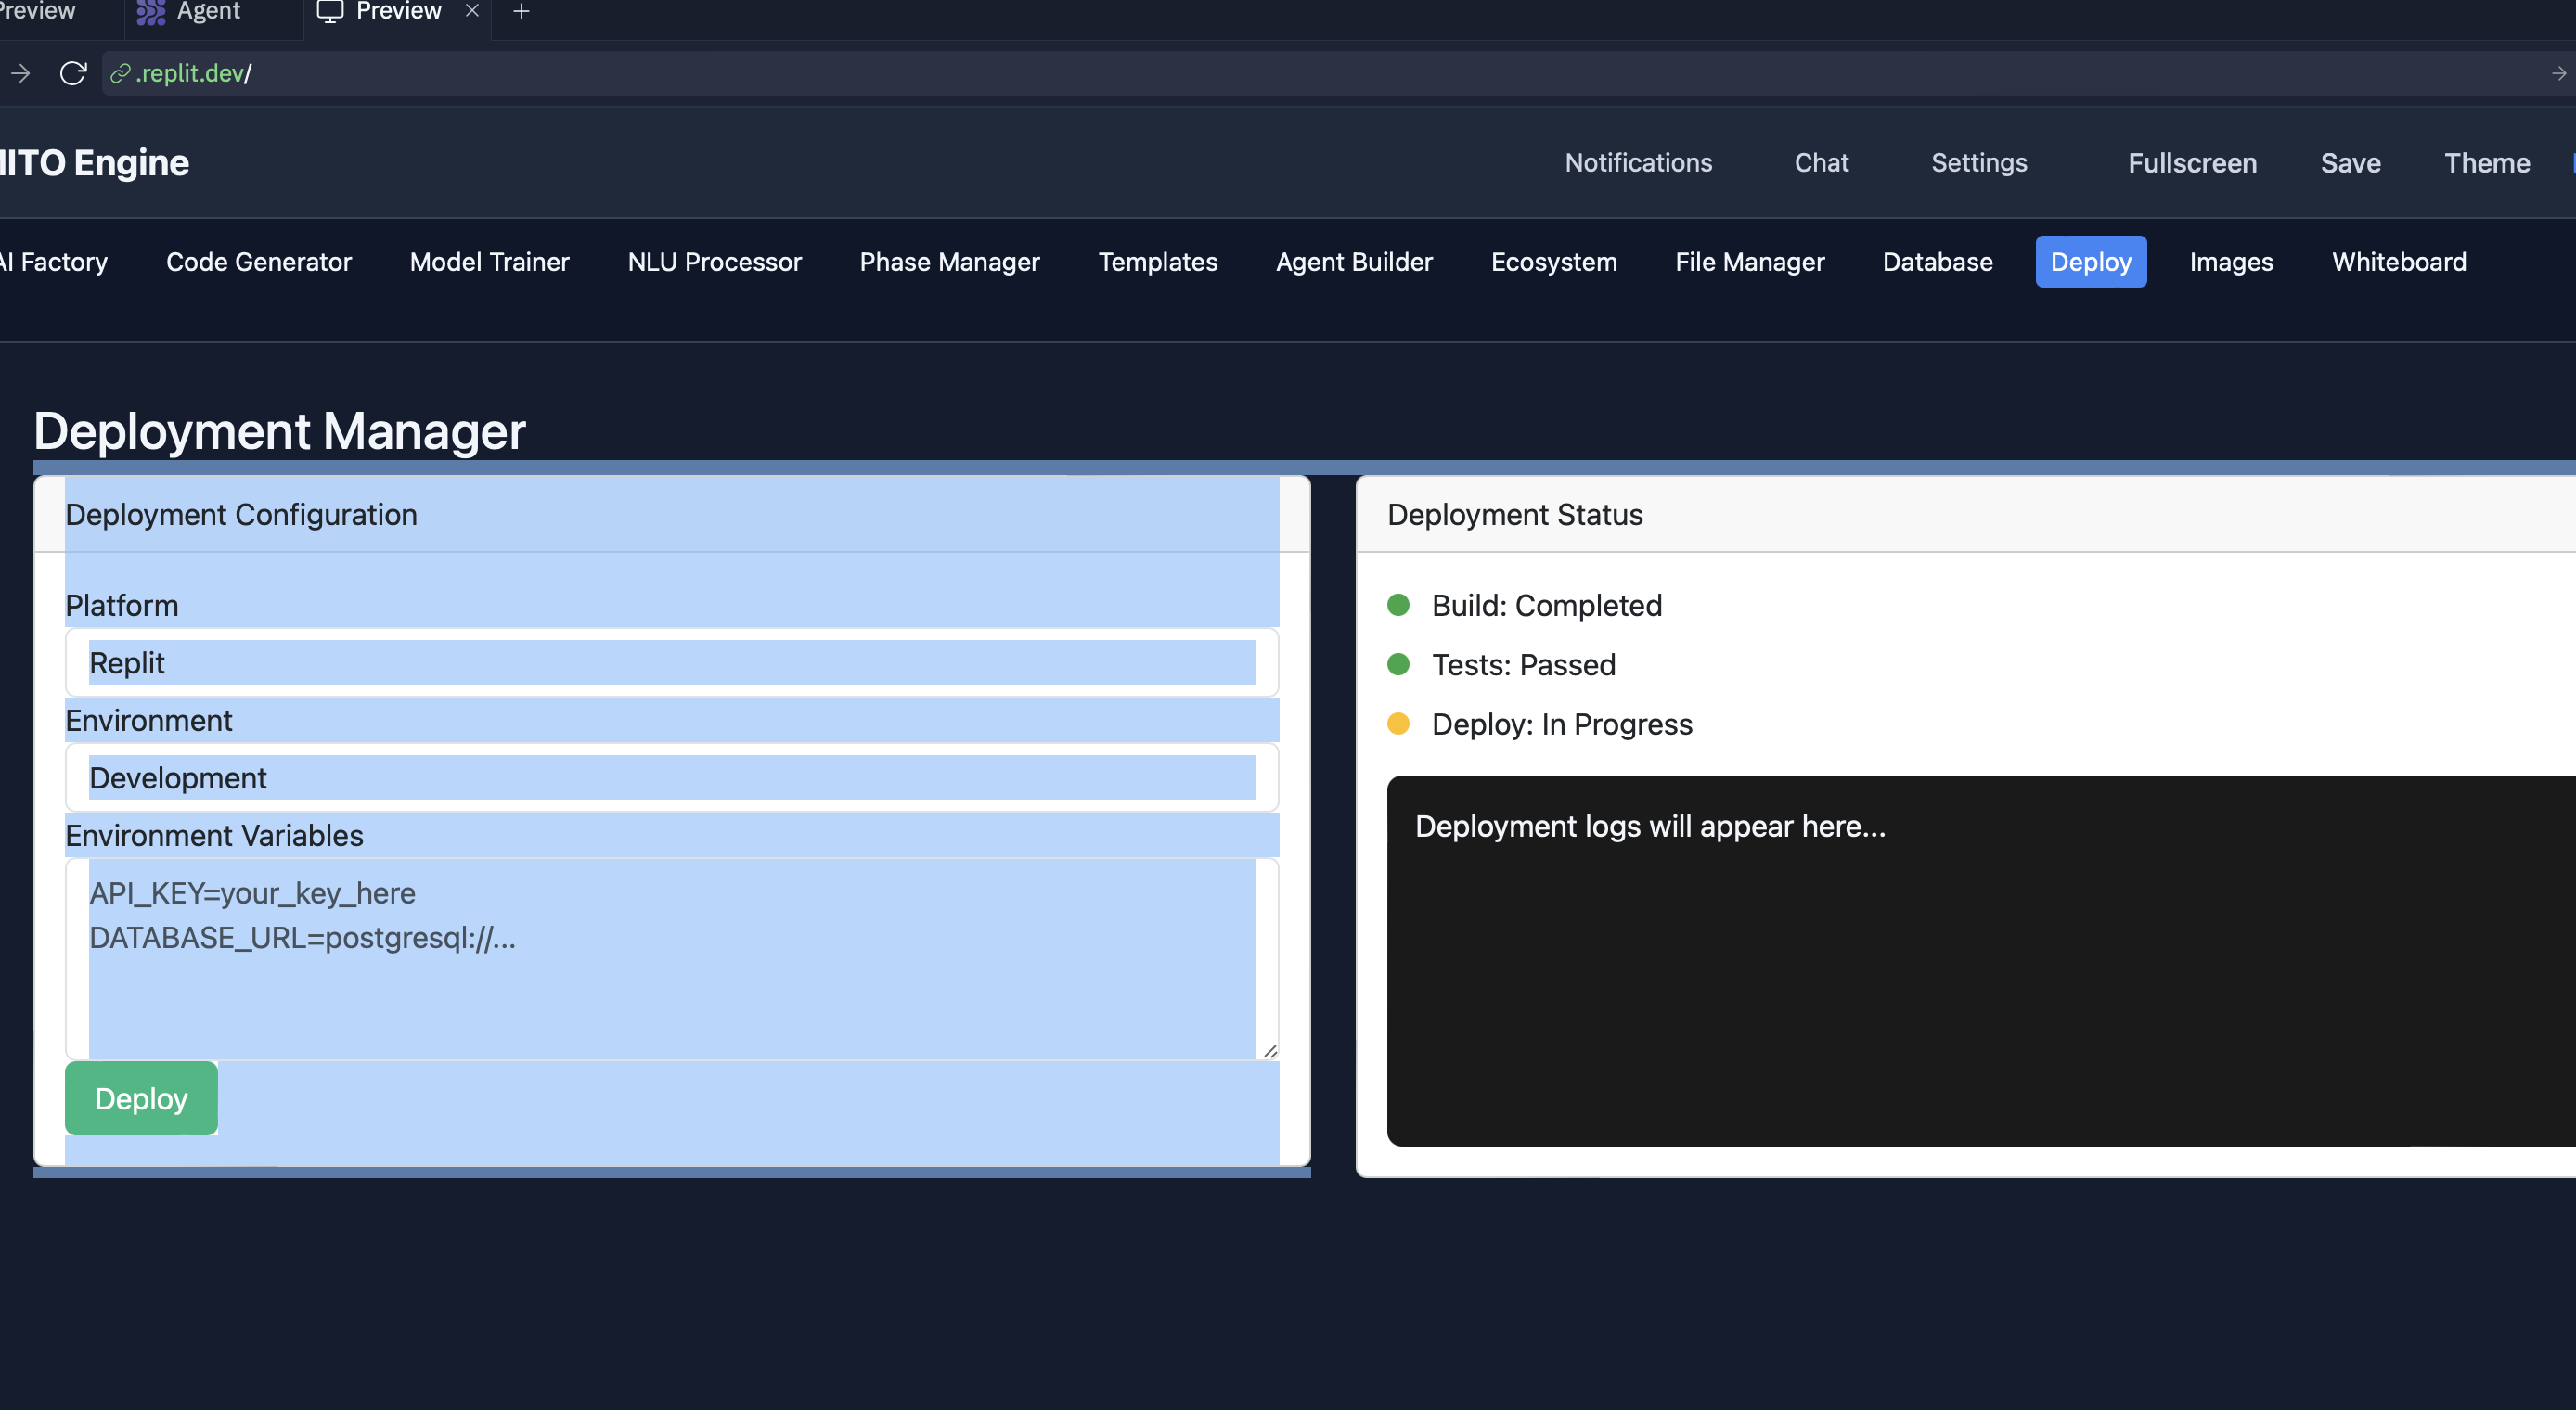 Preview
Agent
Preview
.replit.dev/
MITO Engine
Notifications
Chat
Settings
Fullscreen
Save
Theme
AI Factory
Code Generator
Model Trainer
NLU Processor
Phase Manager
Templates
Agent Builder
Ecosystem
File Manager
Database
Deploy
Images
Whiteboard
Deployment Manager
Deployment Configuration
Platform
Replit
Environment
Development
Environment Variables
API_KEY=your_key_here
DATABASE_URL=postgresql://...
Deploy
Deployment Status
Build: Completed
Tests: Passed
Deploy: In Progress
Deployment logs will appear here...